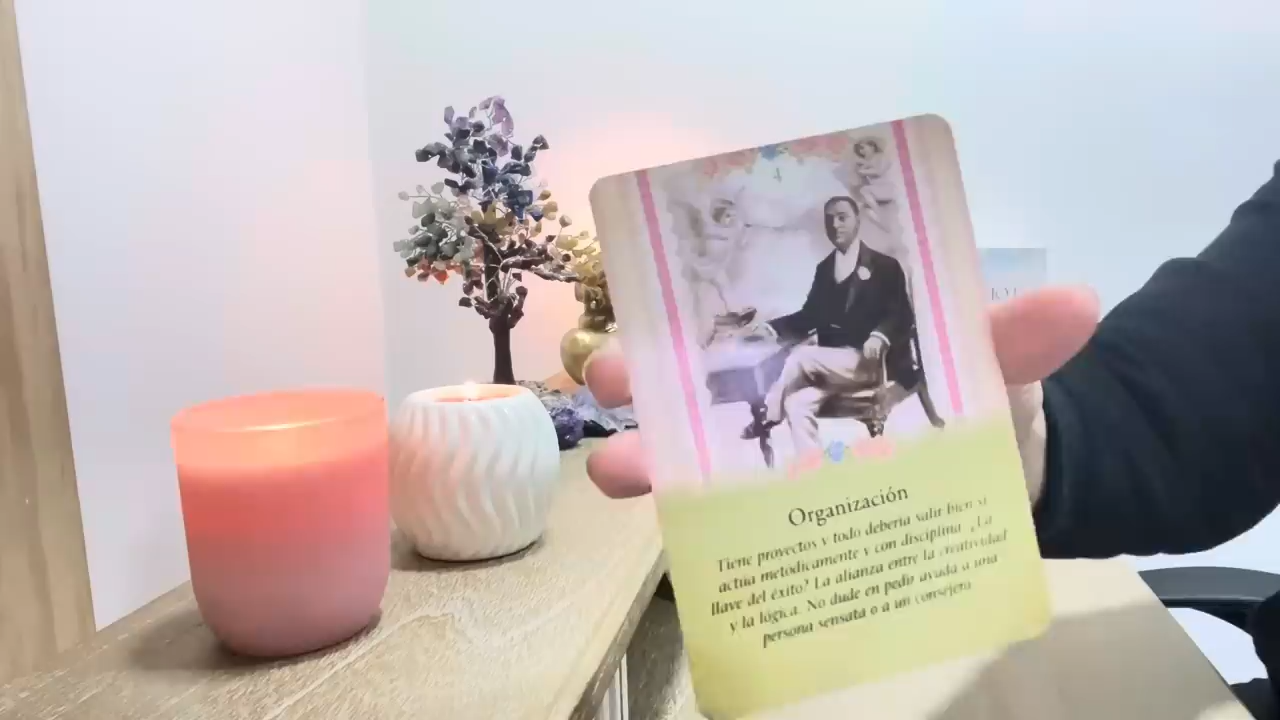 4
Organización
Tiene proyectos y todo debería salir bien si
actúa metódicamente y con disciplina. ¿La
llave del éxito? La alianza entre la creatividad
y la lógica. No dude en pedir ayuda a una
persona sensata o a un consejero.